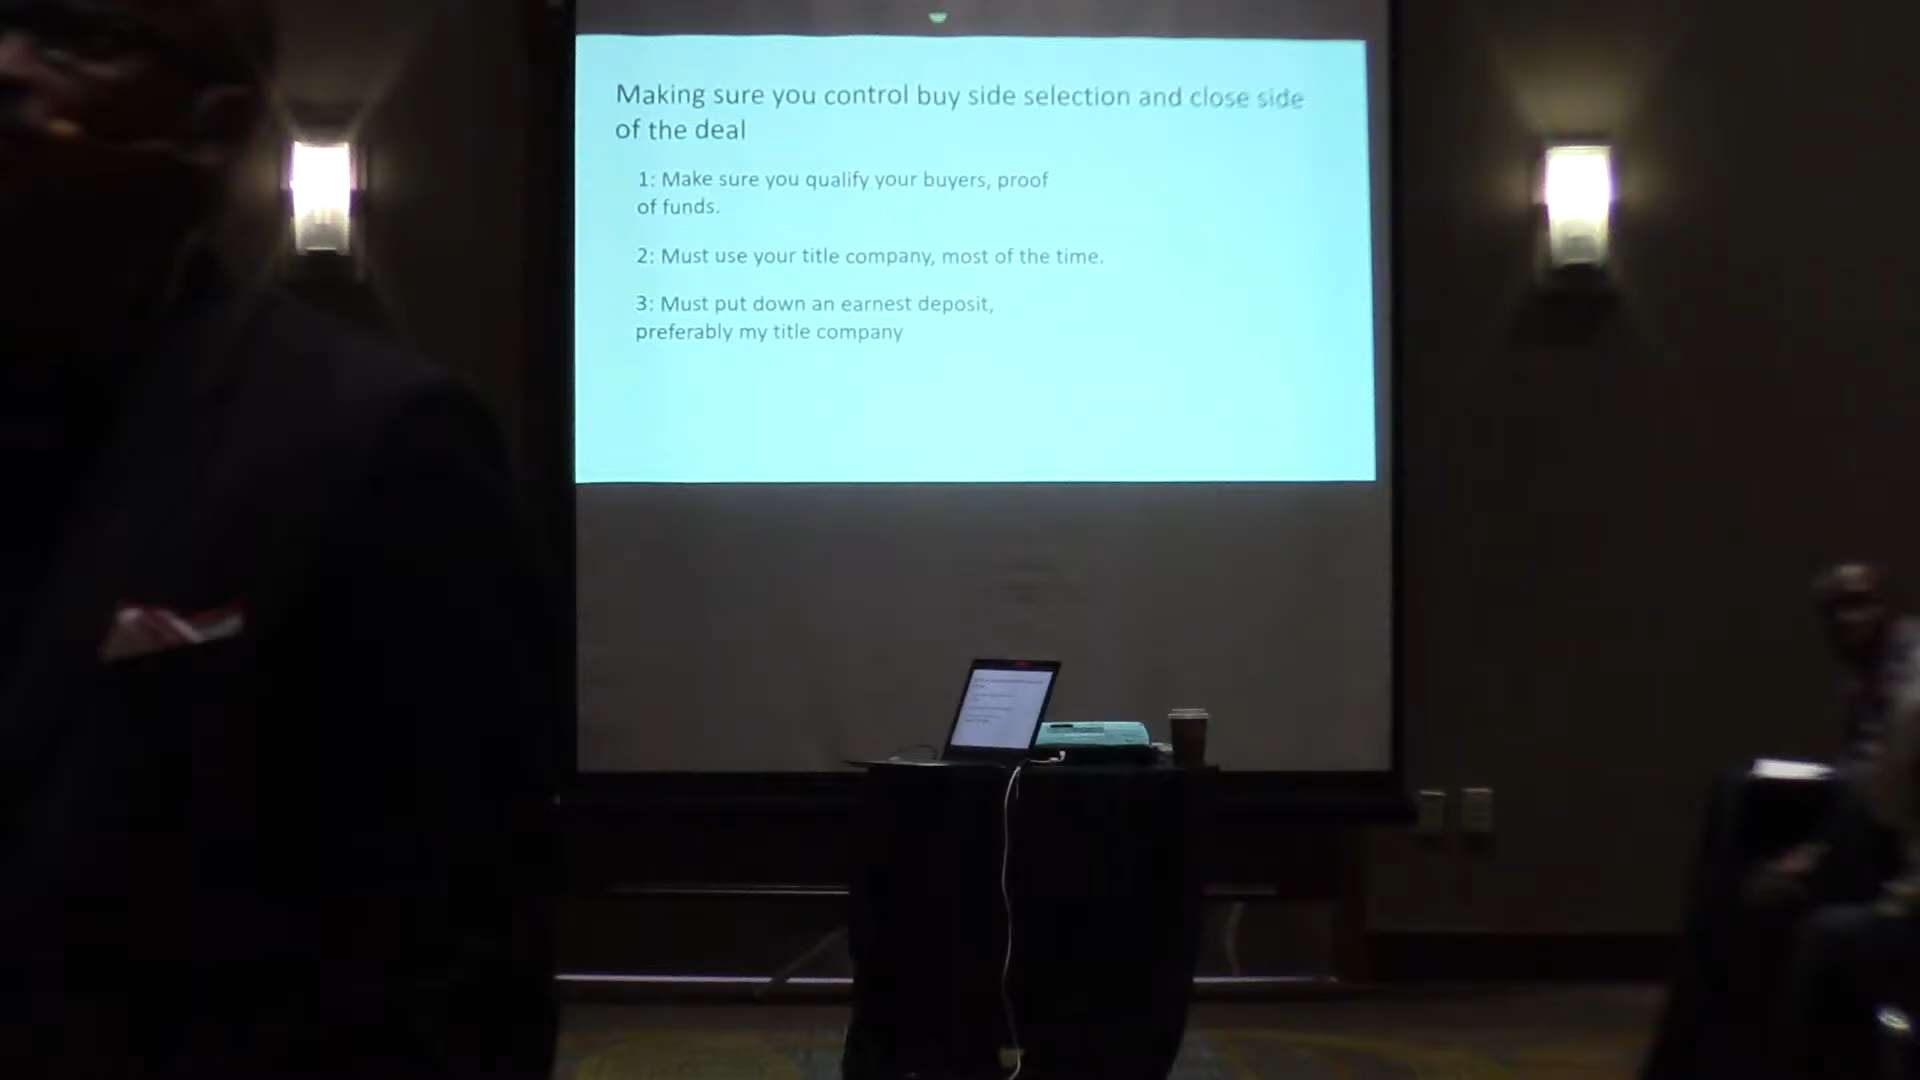 Making sure you control buy side selection and close side
of the deal
1: Make sure you qualify your buyers, proof
of funds.
2: Must use your title company, most of the time.
3: Must put down an earnest deposit,
preferably my title company